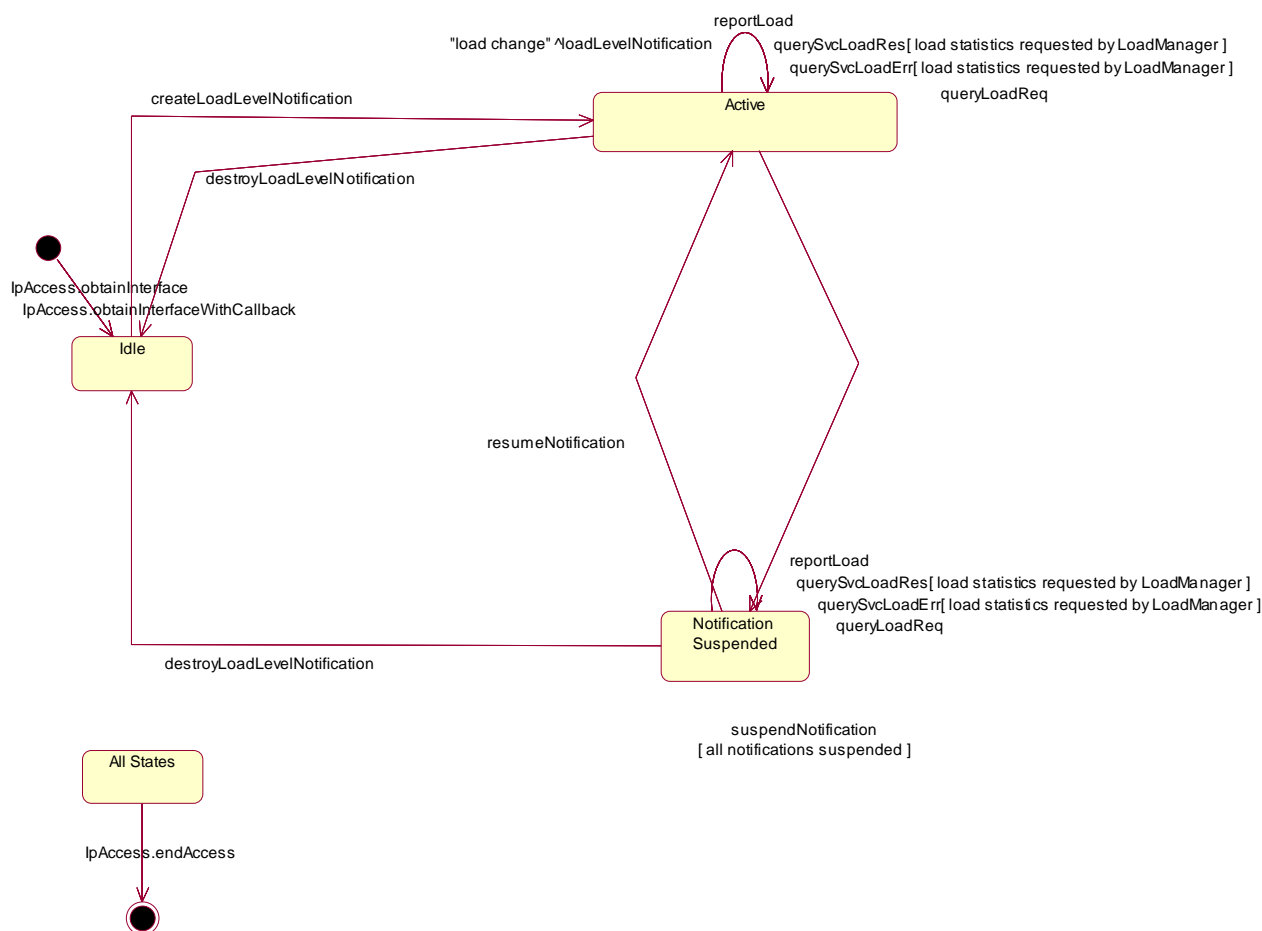 reportLoad
"load change" ^loadLevelNotification
querySvcLoadRes[ load statistics requested by LoadManager ]
querySvcLoadErr[ load statistics requested by LoadManager ]
queryLoadReq
Active
createLoadLevelNotification
destroyLoadLevelNotification
IpAccess.obtainInterface
IpAccess.obtainInterfaceWithCallback
Idle
resumeNotification
reportLoad
querySvcLoadRes[ load statistics requested by LoadManager ]
querySvcLoadErr[ load statistics requested by LoadManager ]
queryLoadReq
Notification
Suspended
destroyLoadLevelNotification
suspendNotification
[ all notifications suspended ]
All States
IpAccess.endAccess